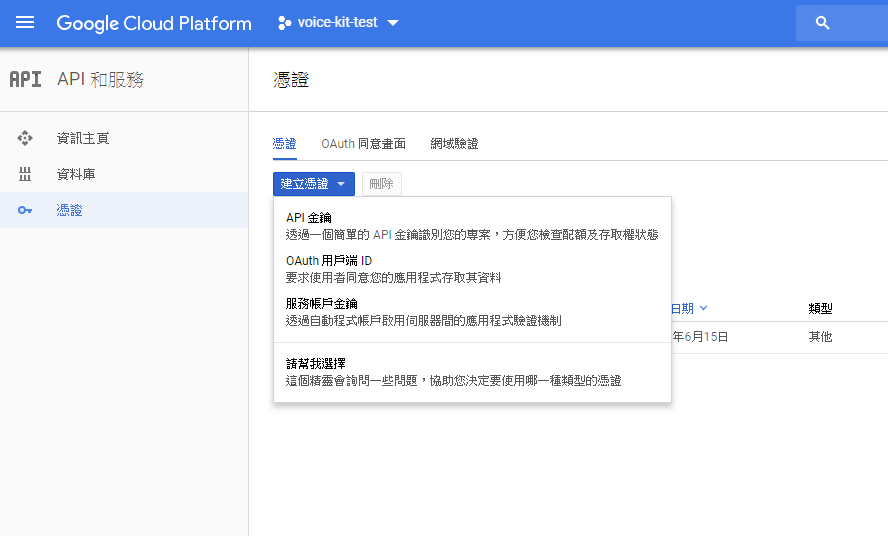 Google Cloud Platform
voice-kit-test
API
API 和服務
憑證
資訊主頁
資料庫
憑證
憑證
OAuth 同意畫面
網域驗證
建立憑證
刪除
API 金鑰
透過一個簡單的 API 金鑰識別您的專案,方便您檢查配額及存取權狀態
OAuth 用戶端 ID
要求使用者同意您的應用程式存取其資料
服務帳戶金鑰
透過自動程式帳戶啟用伺服器間的應用程式驗證機制
請幫我選擇
這個精靈會詢問一些問題,協助您決定要使用哪一種類型的憑證
日期
類型
年6月15日
其他